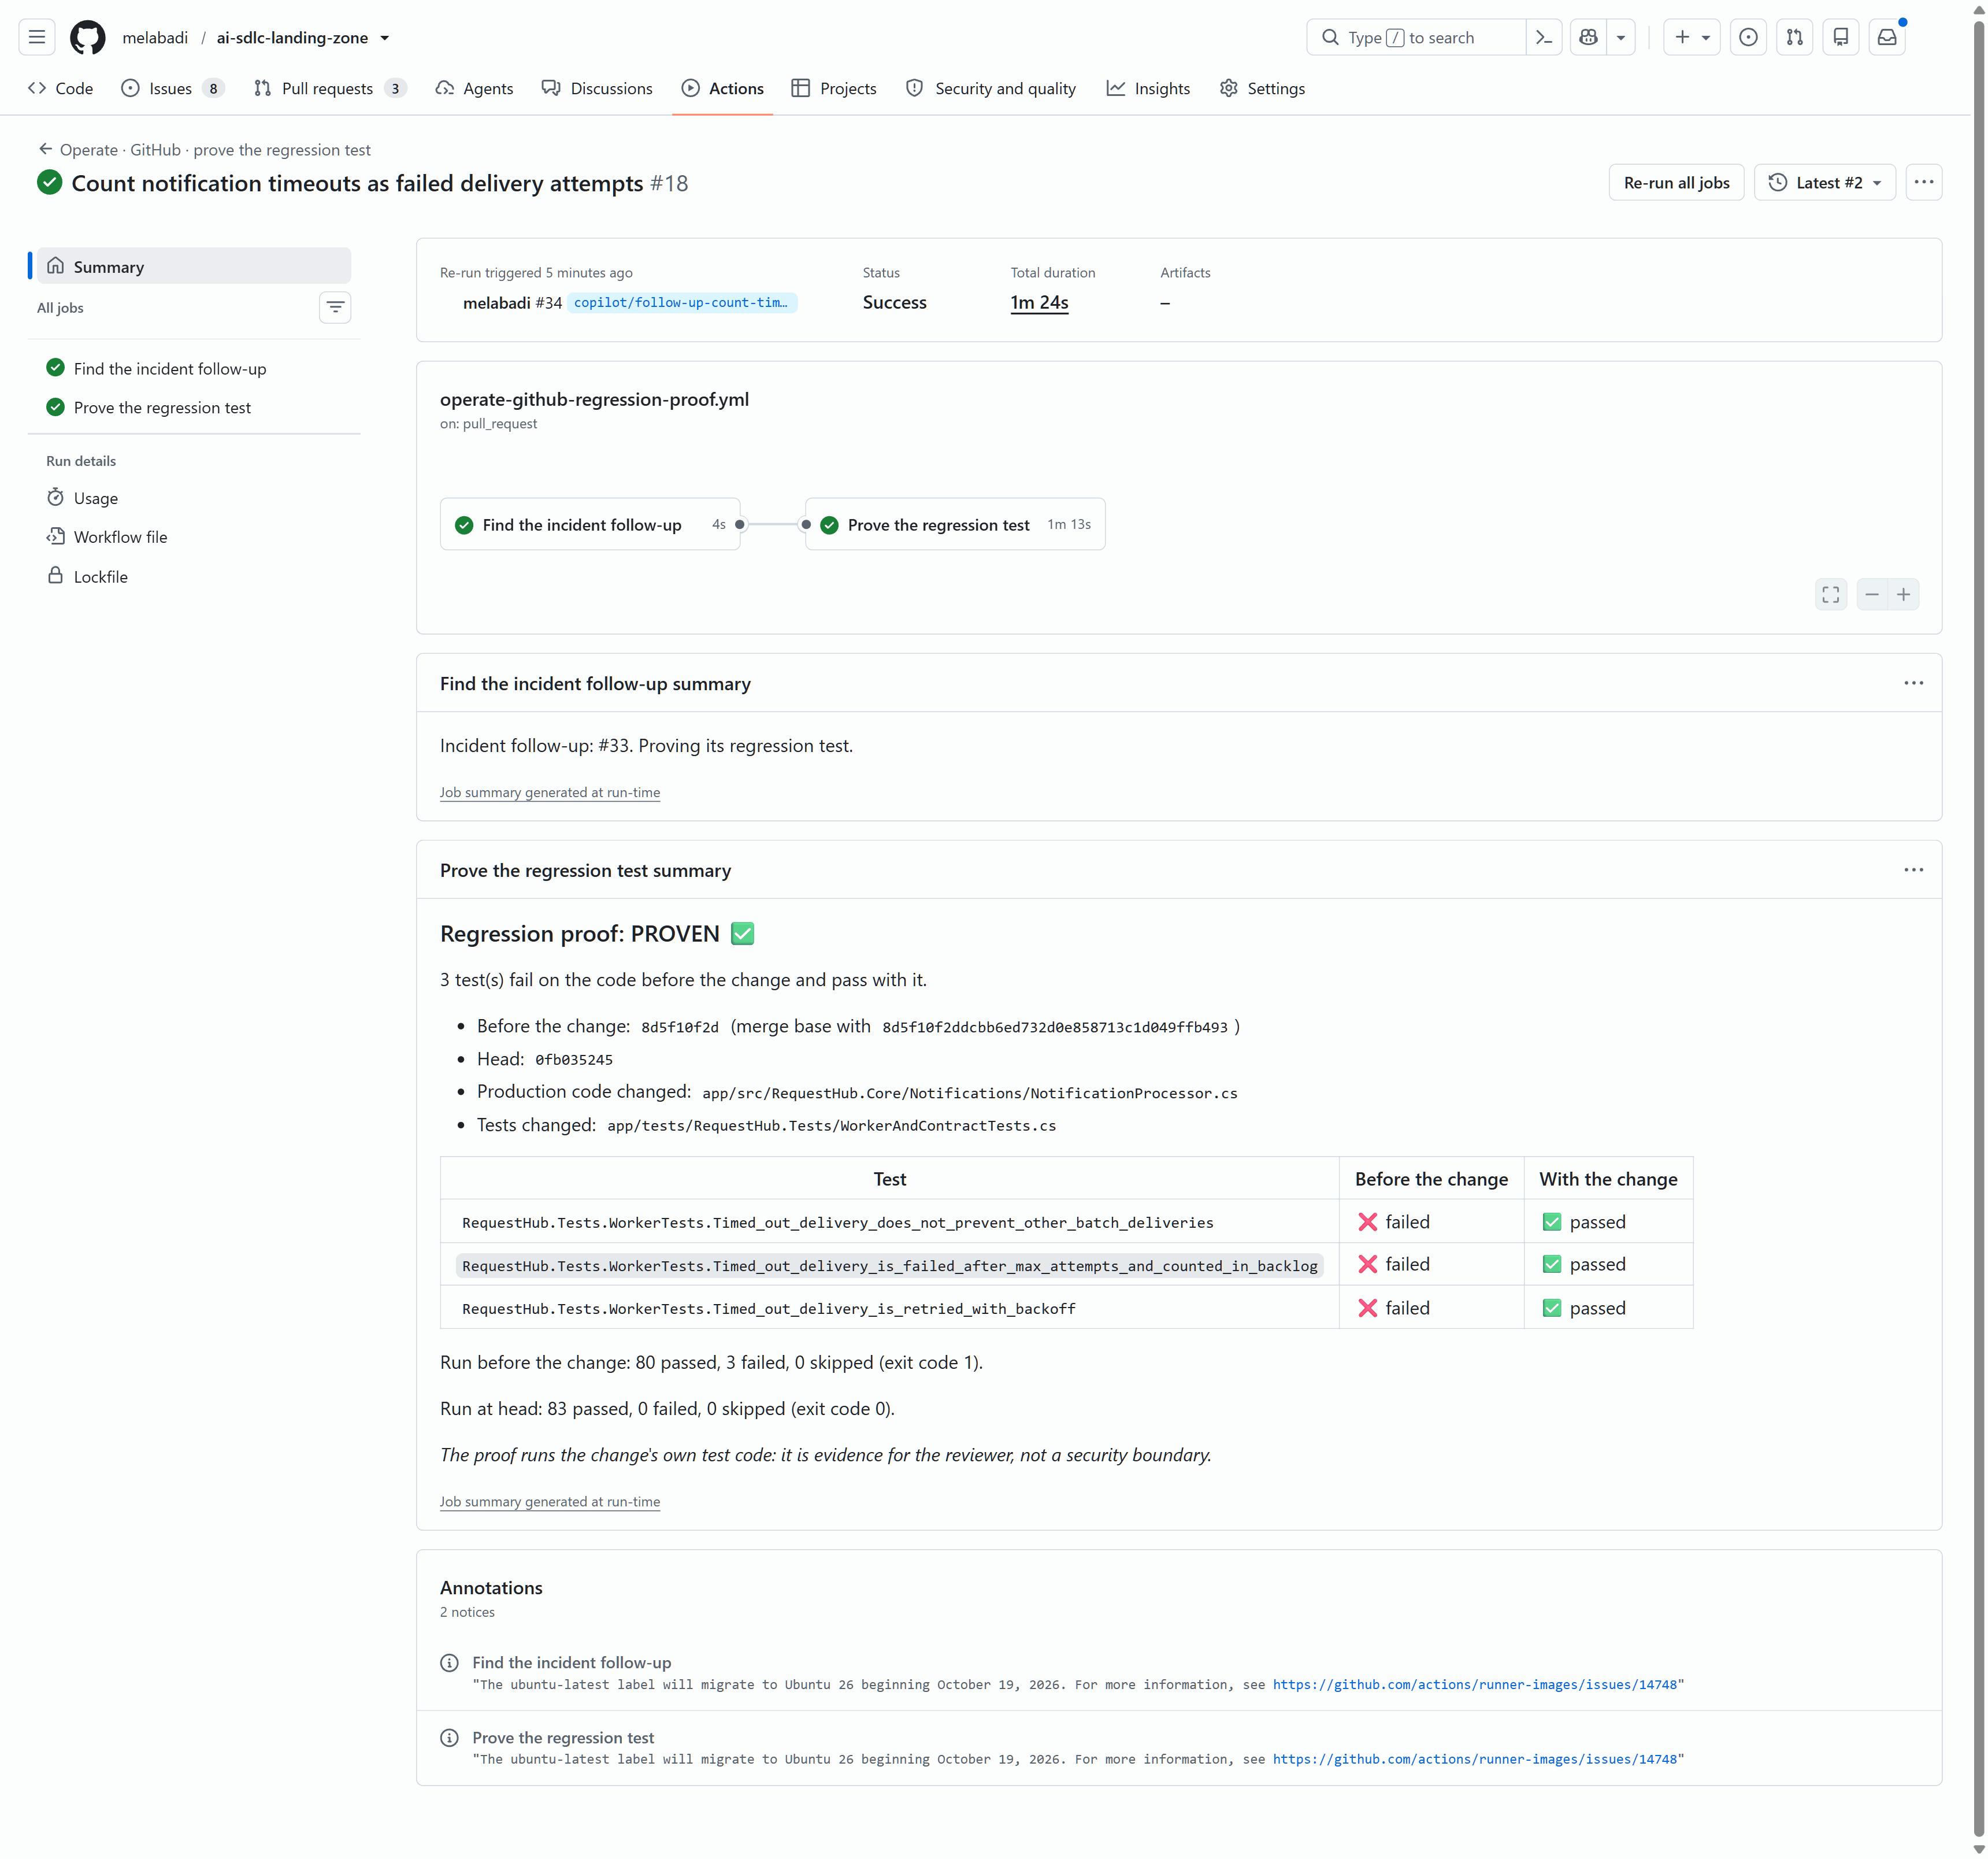 melabadi / ai-sdlc-landing-zone
Type / to search
Code
Issues 8
Pull requests 3
Agents
Discussions
Actions
Projects
Security and quality
Insights
Settings
Operate · GitHub · prove the regression test
Count notification timeouts as failed delivery attempts #18
Re-run all jobs
Latest #2
Summary
All jobs
Find the incident follow-up
Prove the regression test
Run details
Usage
Workflow file
Lockfile
Re-run triggered 5 minutes ago
melabadi #34 copilot/follow-up-count-tim…
Status
Success
Total duration
1m 24s
Artifacts
–
operate-github-regression-proof.yml
on: pull_request
Find the incident follow-up 4s
Prove the regression test 1m 13s
Find the incident follow-up summary
Incident follow-up: #33. Proving its regression test.
Job summary generated at run-time
Prove the regression test summary
Regression proof: PROVEN ✅
3 test(s) fail on the code before the change and pass with it.
• Before the change: 8d5f10f2d (merge base with 8d5f10f2ddcbb6ed732d0e858713c1d049ffb493 )
• Head: 0fb035245
• Production code changed: app/src/RequestHub.Core/Notifications/NotificationProcessor.cs
• Tests changed: app/tests/RequestHub.Tests/WorkerAndContractTests.cs
Test Before the change With the change
RequestHub.Tests.WorkerTests.Timed_out_delivery_does_not_prevent_other_batch_deliveries ❌ failed ✅ passed
RequestHub.Tests.WorkerTests.Timed_out_delivery_is_failed_after_max_attempts_and_counted_in_backlog ❌ failed ✅ passed
RequestHub.Tests.WorkerTests.Timed_out_delivery_is_retried_with_backoff ❌ failed ✅ passed
Run before the change: 80 passed, 3 failed, 0 skipped (exit code 1).
Run at head: 83 passed, 0 failed, 0 skipped (exit code 0).
The proof runs the change's own test code: it is evidence for the reviewer, not a security boundary.
Job summary generated at run-time
Annotations
2 notices
Find the incident follow-up
"The ubuntu-latest label will migrate to Ubuntu 26 beginning October 19, 2026. For more information, see https://github.com/actions/runner-images/issues/14748"
Prove the regression test
"The ubuntu-latest label will migrate to Ubuntu 26 beginning October 19, 2026. For more information, see https://github.com/actions/runner-images/issues/14748"